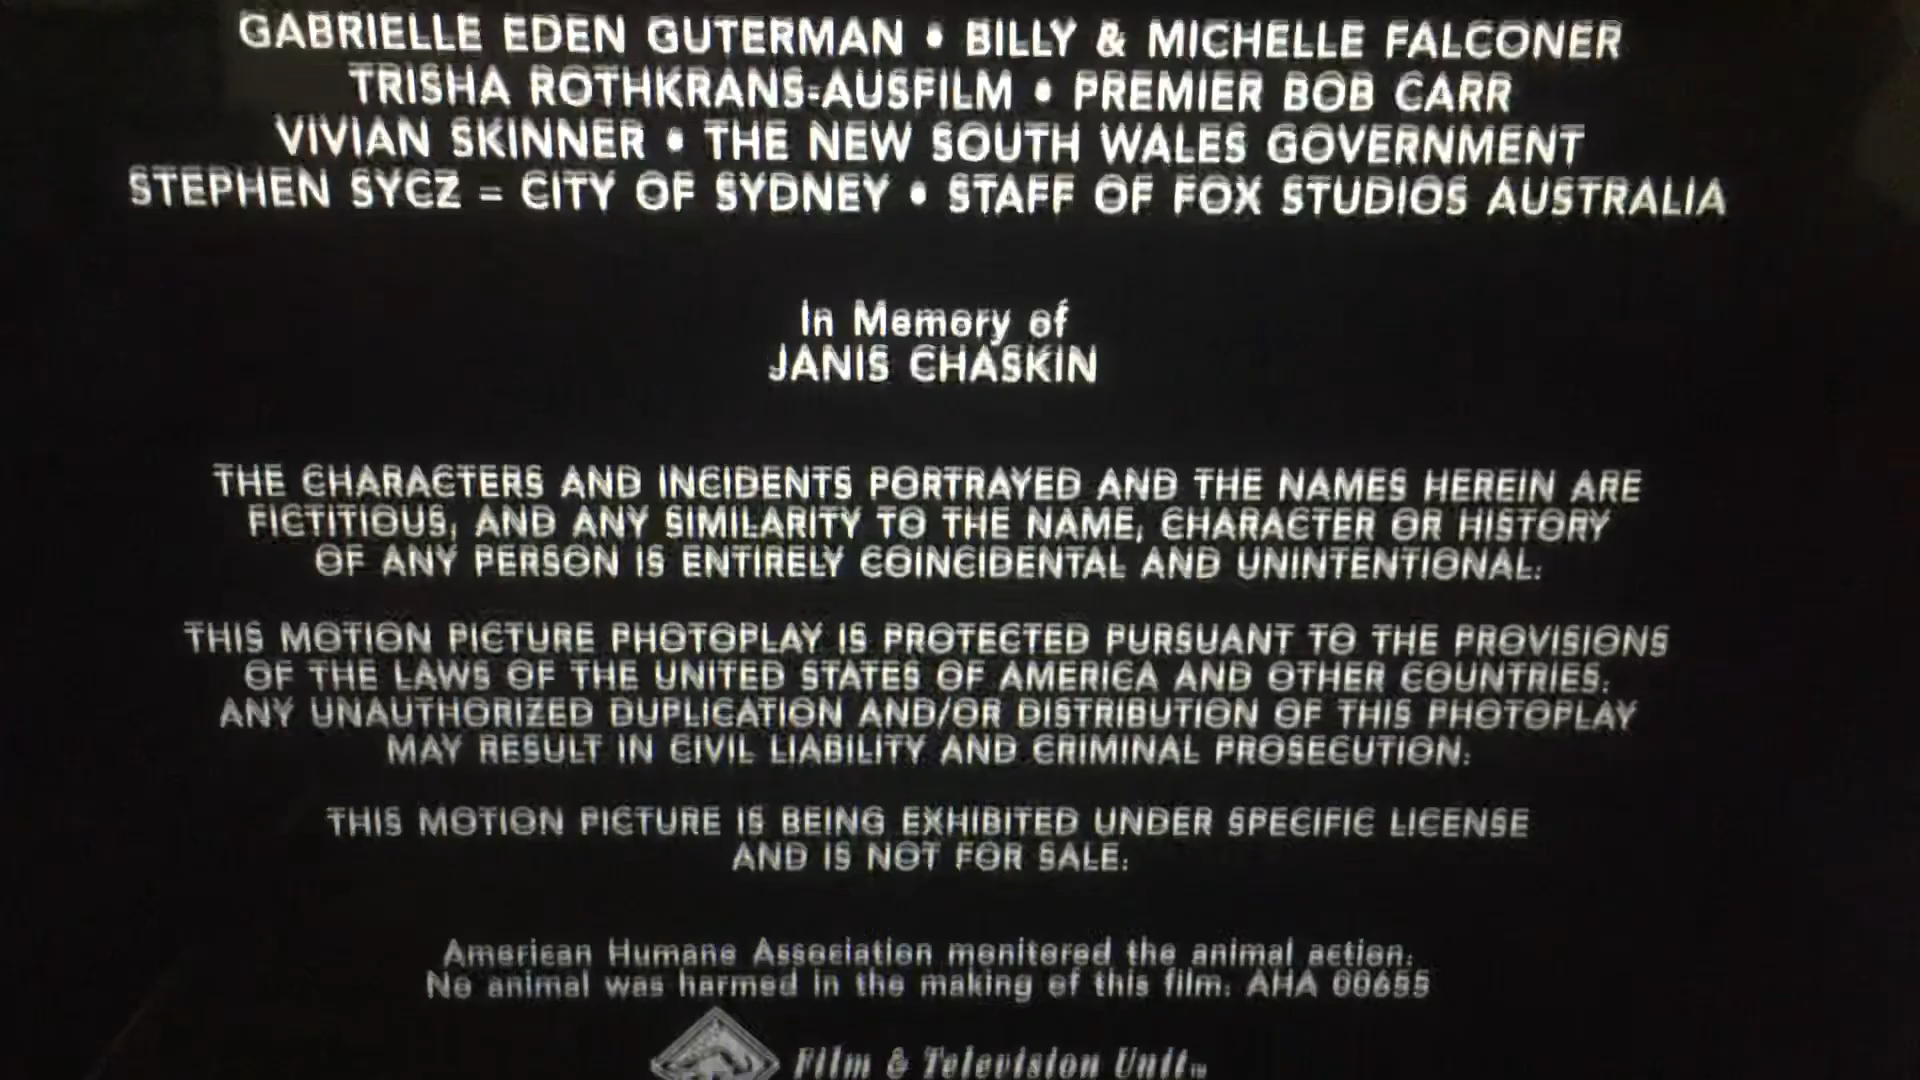 GABRIELLE EDEN GUTERMAN • BILLY & MICHELLE FALCONER
TRISHA ROTHKRANS-AUSFILM • PREMIER BOB CARR
VIVIAN SKINNER • THE NEW SOUTH WALES GOVERNMENT
STEPHEN SYCZ - CITY OF SYDNEY • STAFF OF FOX STUDIOS AUSTRALIA
In Memory of
JANIS CHASKIN
THE CHARACTERS AND INCIDENTS PORTRAYED AND THE NAMES HEREIN ARE
FICTITIOUS, AND ANY SIMILARITY TO THE NAME, CHARACTER OR HISTORY
OF ANY PERSON IS ENTIRELY COINCIDENTAL AND UNINTENTIONAL.
THIS MOTION PICTURE PHOTOPLAY IS PROTECTED PURSUANT TO THE PROVISIONS
OF THE LAWS OF THE UNITED STATES OF AMERICA AND OTHER COUNTRIES.
ANY UNAUTHORIZED DUPLICATION AND/OR DISTRIBUTION OF THIS PHOTOPLAY
MAY RESULT IN CIVIL LIABILITY AND CRIMINAL PROSECUTION.
THIS MOTION PICTURE IS BEING EXHIBITED UNDER SPECIFIC LICENSE
AND IS NOT FOR SALE.
American Humane Association monitored the animal action.
No animal was harmed in the making of this film. AHA 00655
Film & Television Unit™